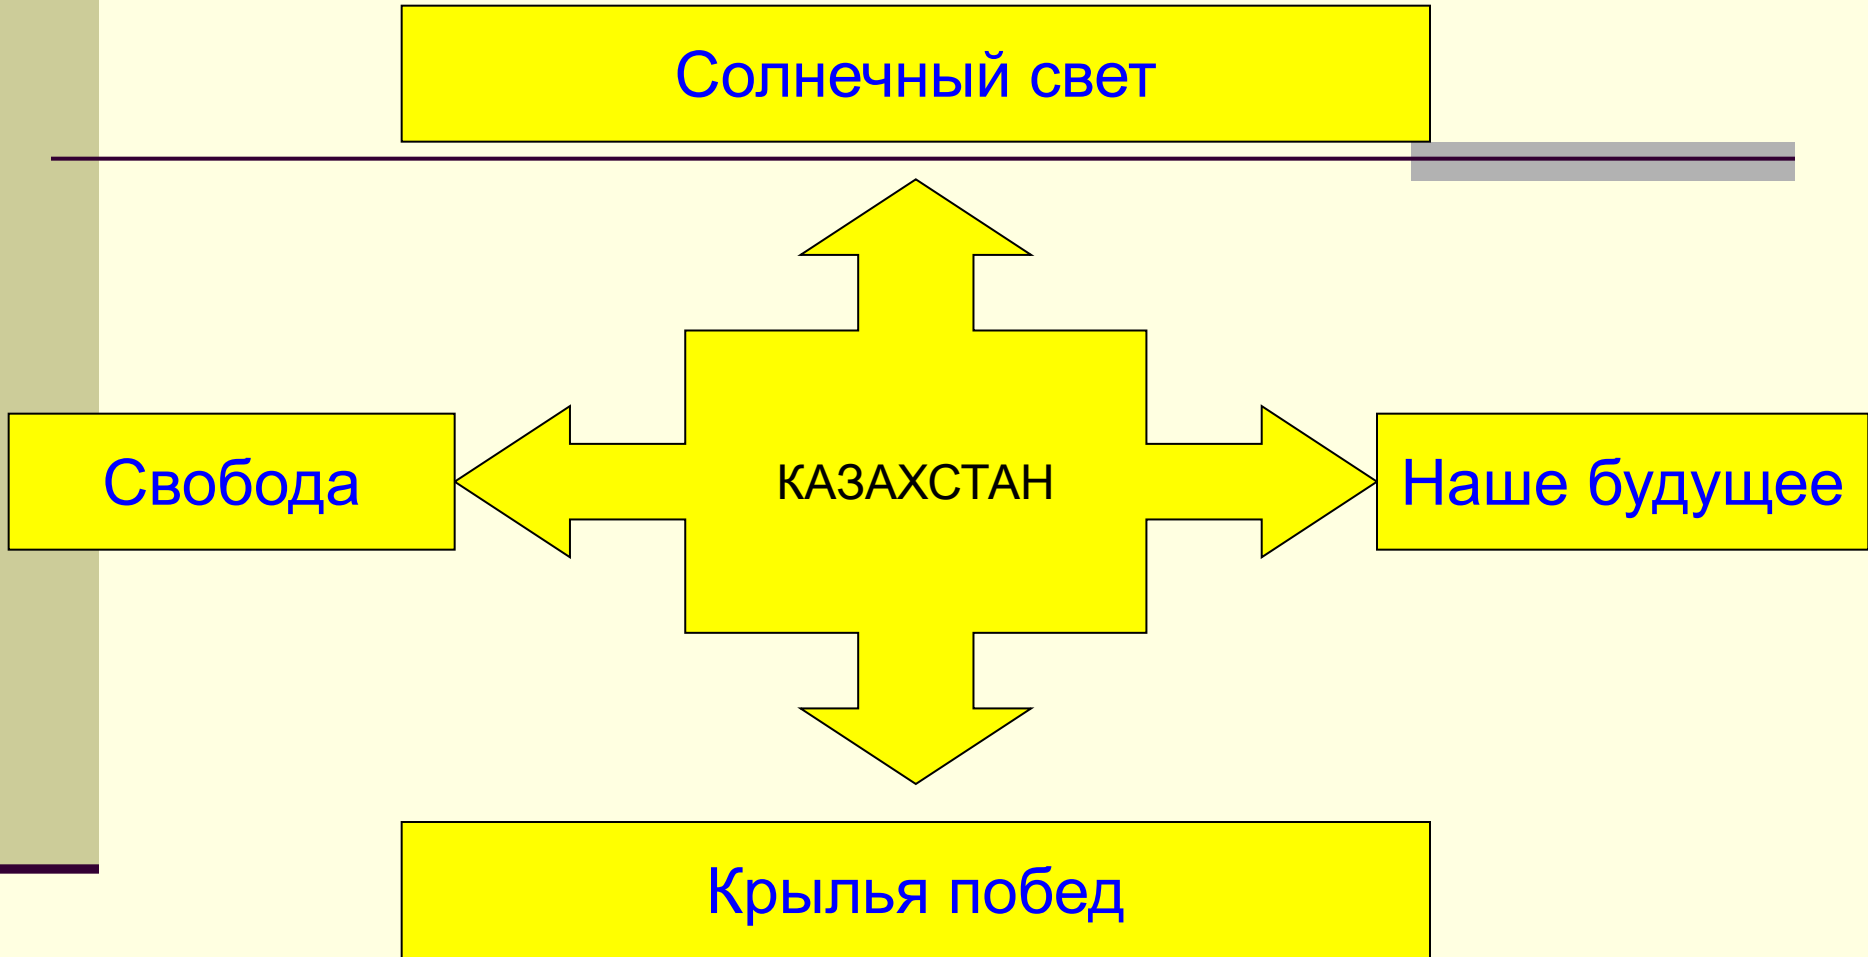 Солнечный свет
Свобода
КАЗАХСТАН
Наше будущее
Крылья побед